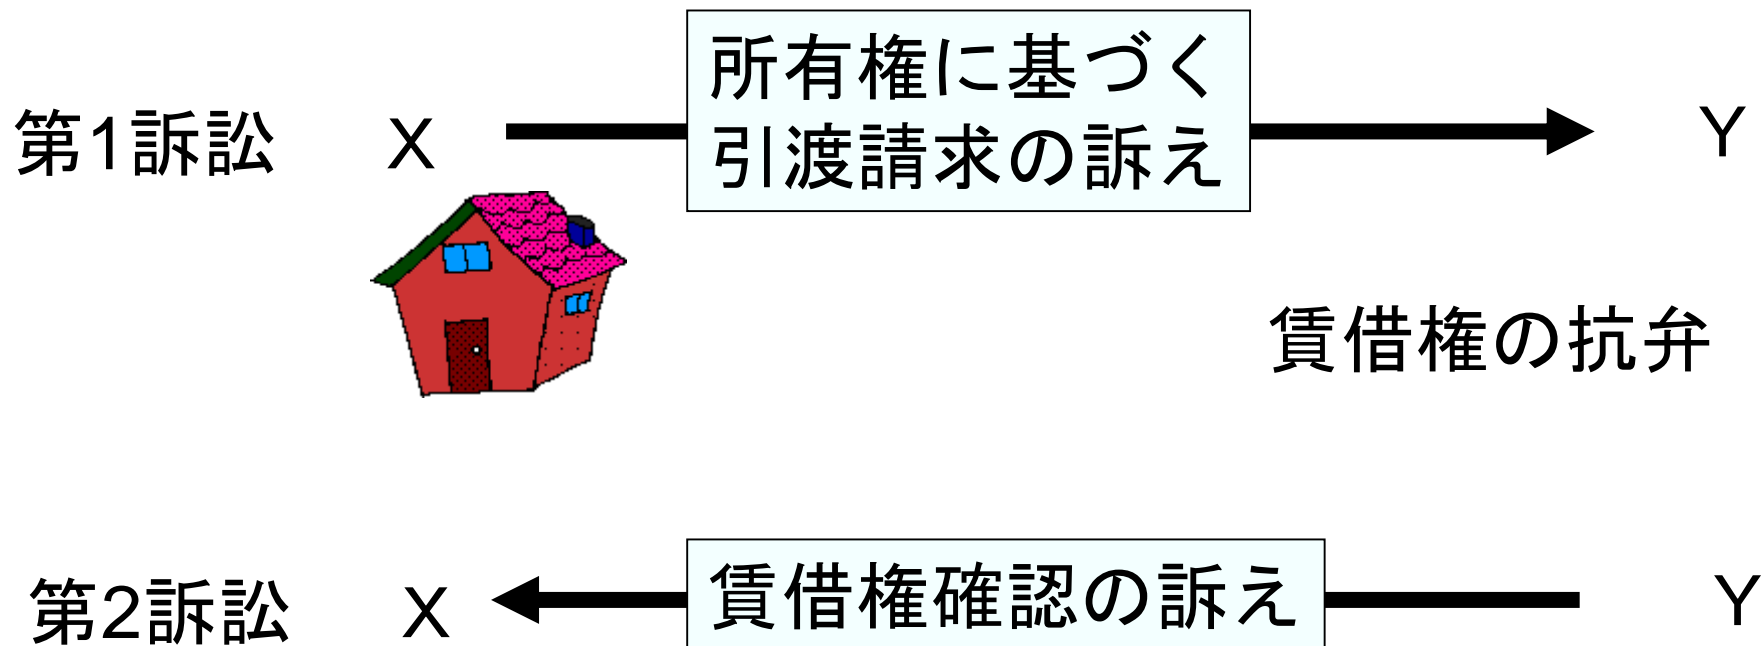 所有権に基づく
引渡請求の訴え
第1訴訟 X Y
賃借権の抗弁
第2訴訟 X 賃借権確認の訴え Y